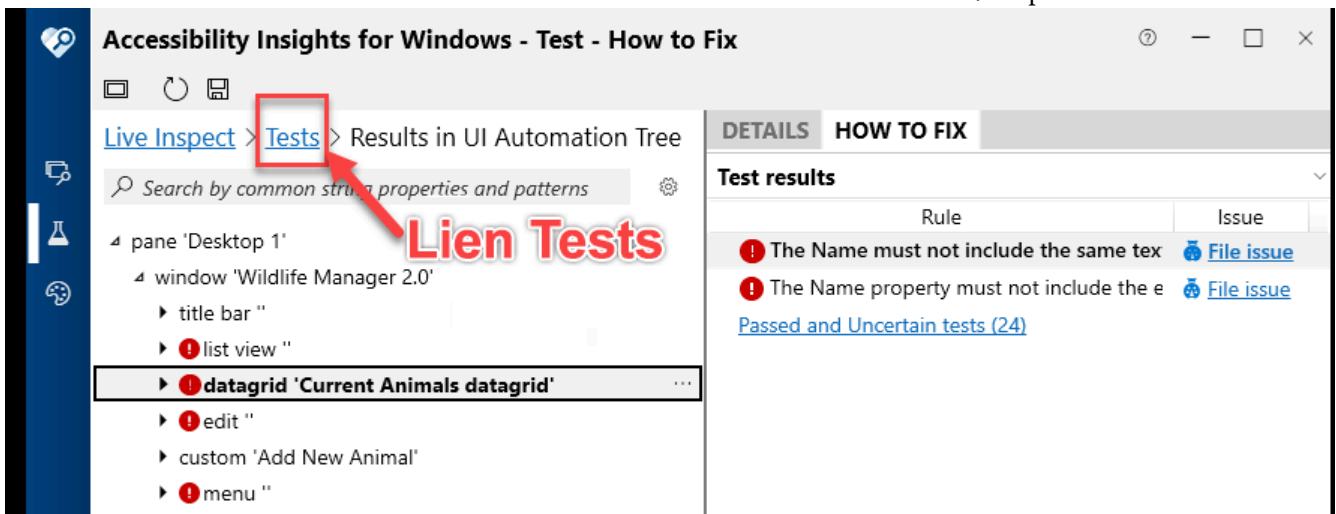 Accessibility Insights for Windows - Test - How to Fix
Live Inspect > Tests > Results in UI Automation Tree
Search by common string properties and patterns
Lien Tests
pane 'Desktop 1'
window 'Wildlife Manager 2.0'
title bar ''
list view ''
datagrid 'Current Animals datagrid' ...
edit ''
custom 'Add New Animal'
menu ''
DETAILS HOW TO FIX
Test results
Rule Issue
The Name must not include the same tex File issue
The Name property must not include the e File issue
Passed and Uncertain tests (24)